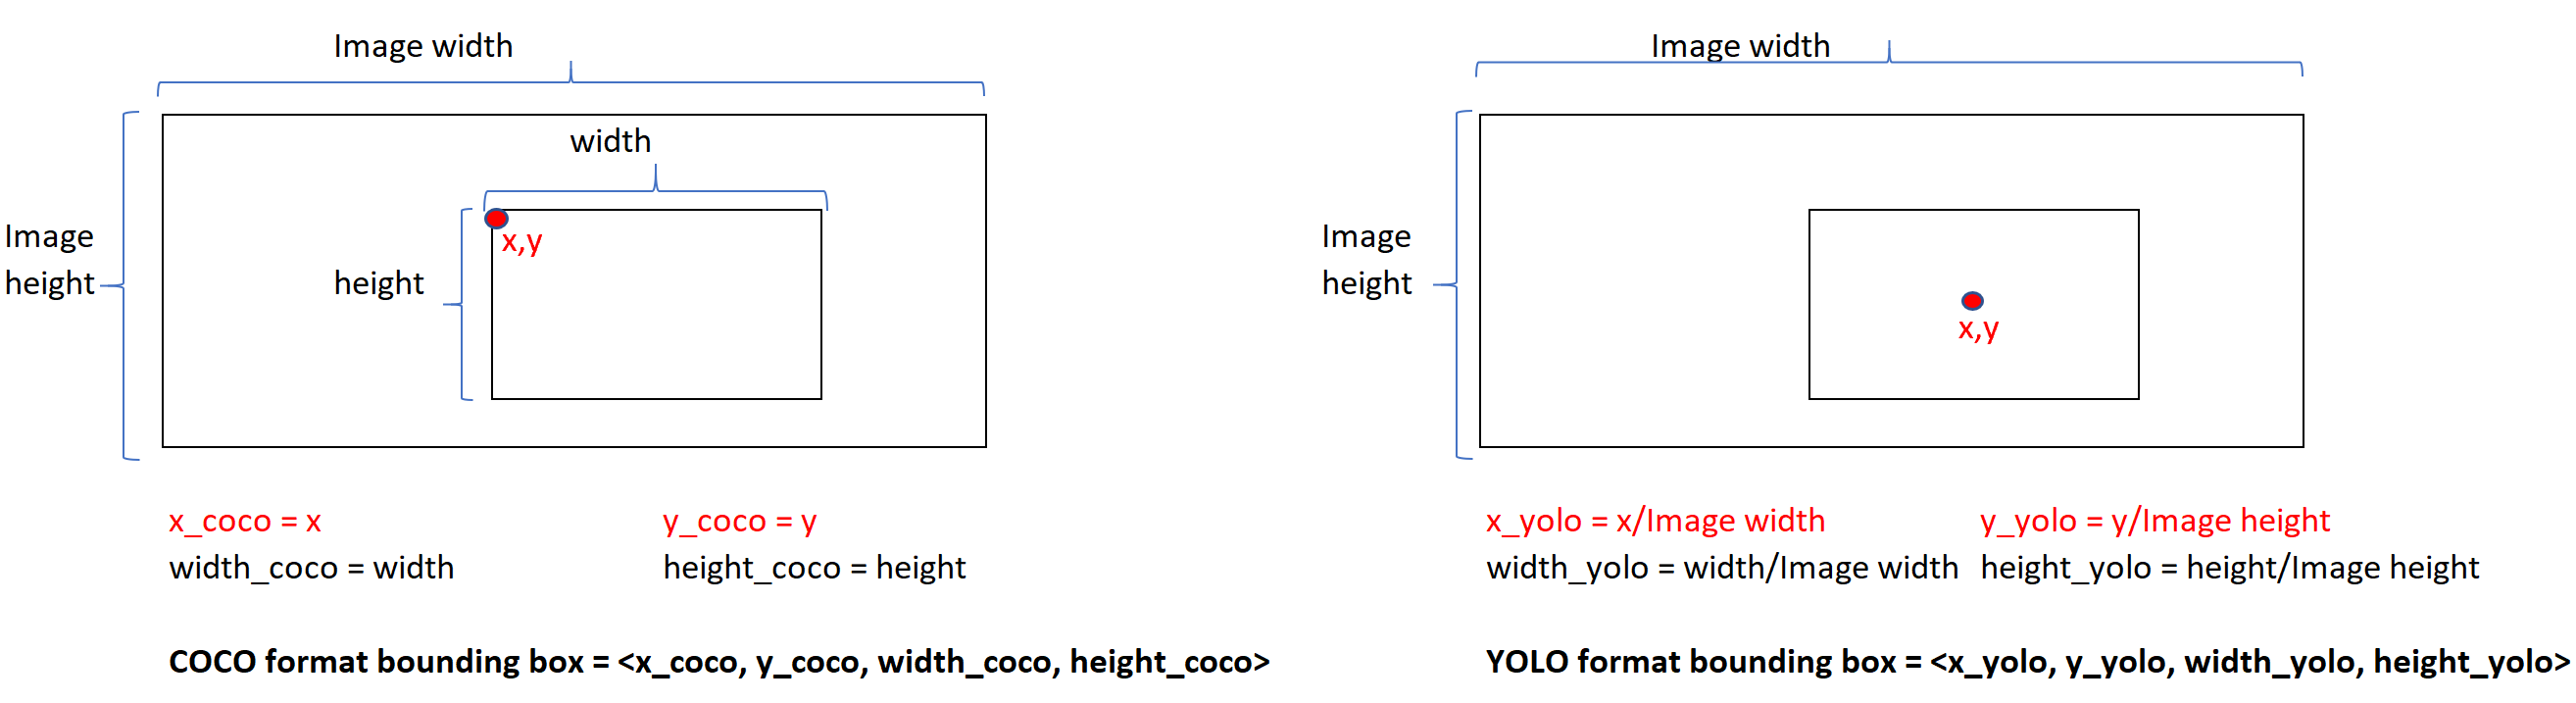 Image width
width
Image
height
height
x,y
x_coco = x
y_coco = y
width_coco = width
height_coco = height
COCO format bounding box = <x_coco, y_coco, width_coco, height_coco>
Image width
Image
height
x,y
x_yolo = x/Image width
y_yolo = y/Image height
width_yolo = width/Image width
height_yolo = height/Image height
YOLO format bounding box = <x_yolo, y_yolo, width_yolo, height_yolo>